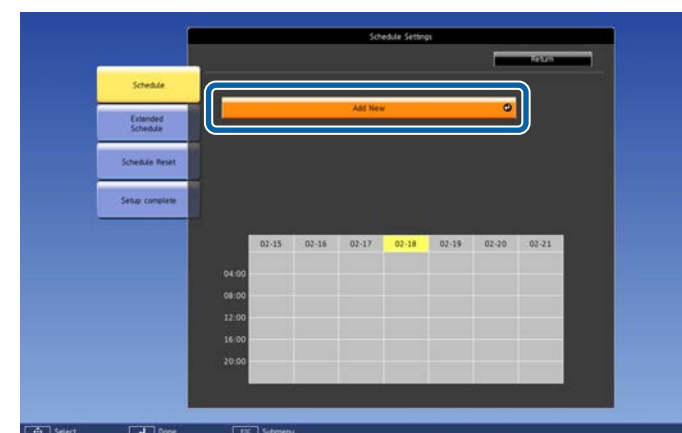 Schedule Settings
Return
Schedule
Add New
Extended
Schedule
Schedule Reset
Setup complete
02-15 02-16 02-17 02-18 02-19 02-20 02-21
04:00
08:00
12:00
16:00
20:00
Select Done ESC Submenu